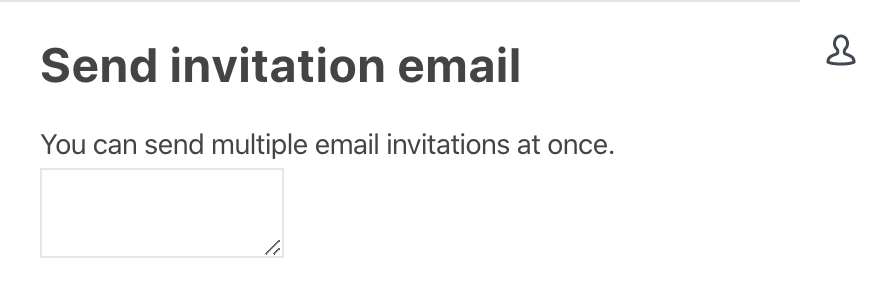 Send invitation email
You can send multiple email invitations at once.